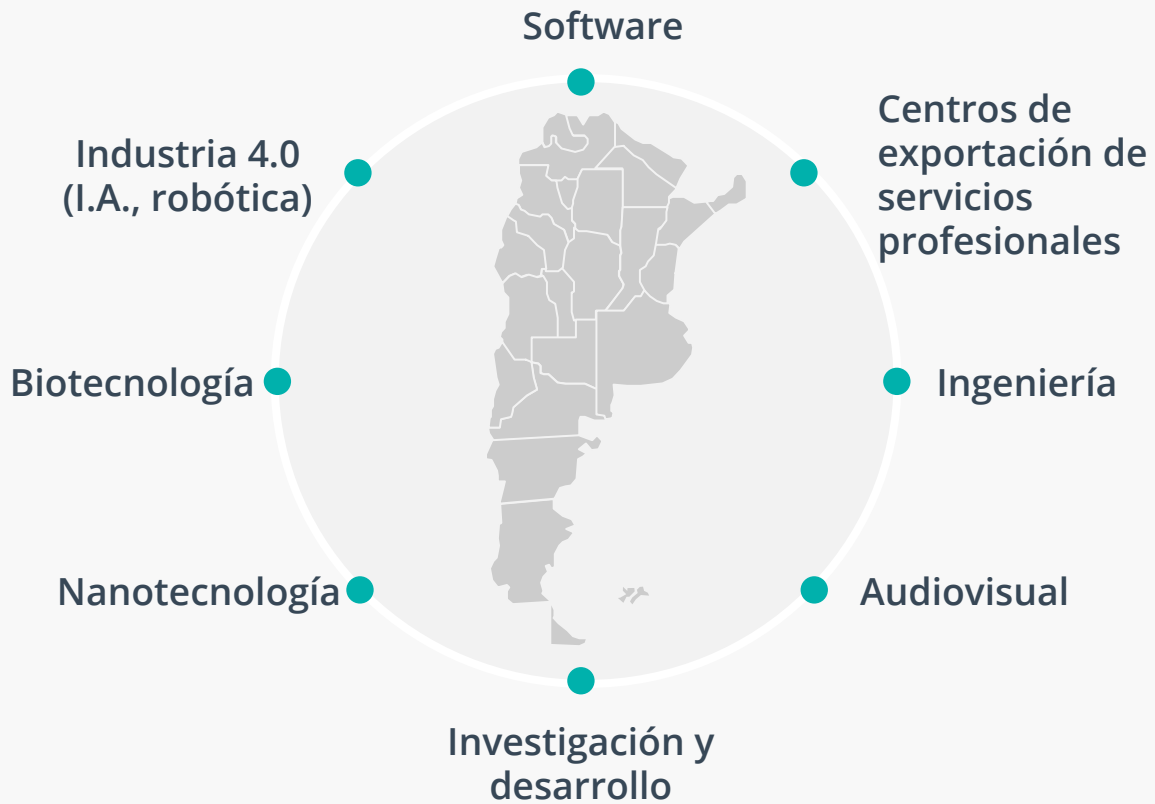 Software
Centros de
exportación de
servicios
profesionales
Industria 4.0
(I.A., robótica)
Biotecnología
Ingeniería
Nanotecnología
Audiovisual
Investigación y
desarrollo